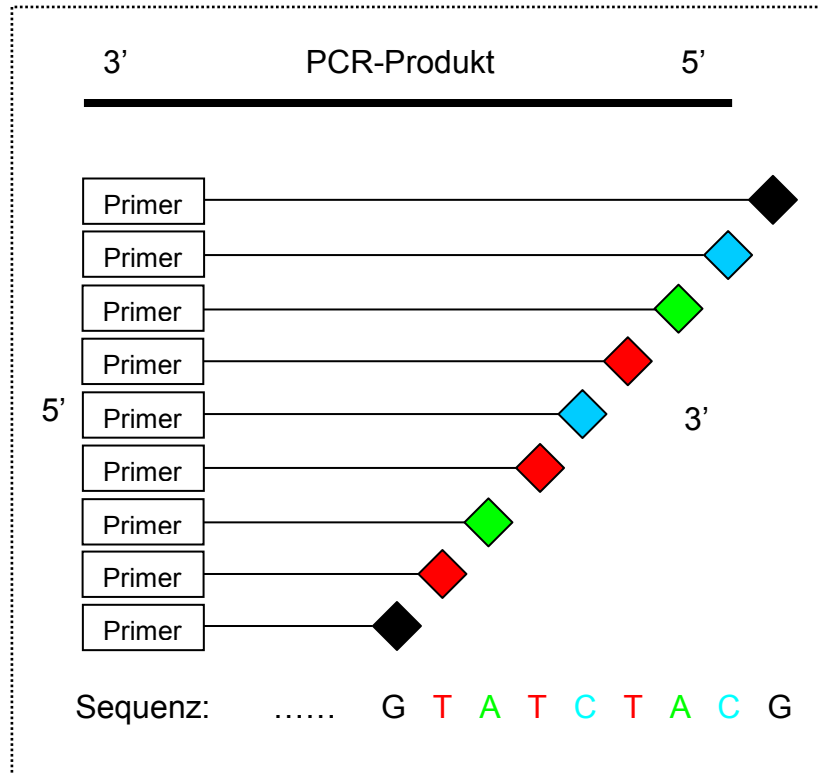 3’ PCR-Produkt 5’
Primer
Primer
Primer
Primer
5’ Primer 3’
Primer
Primer
Primer
Primer
Sequenz: …… G T A T C T A C G